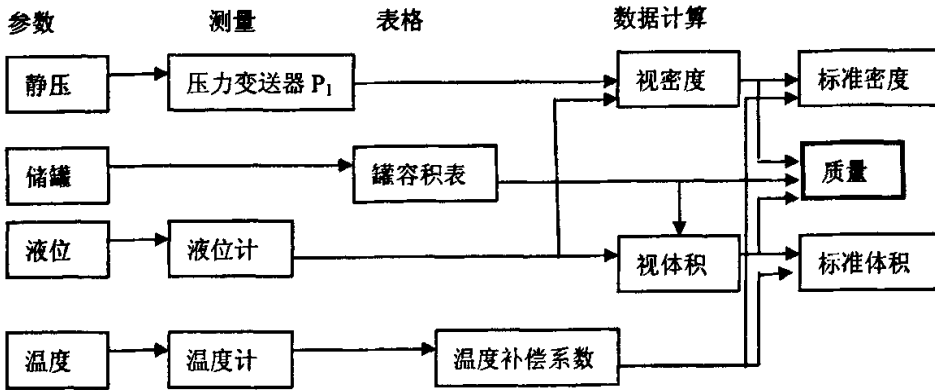 参数 测量 表格 数据计算
静压 压力变送器 P₁ 视密度 标准密度
储罐 罐容积表 质量
液位 液位计 视体积 标准体积
温度 温度计 温度补偿系数